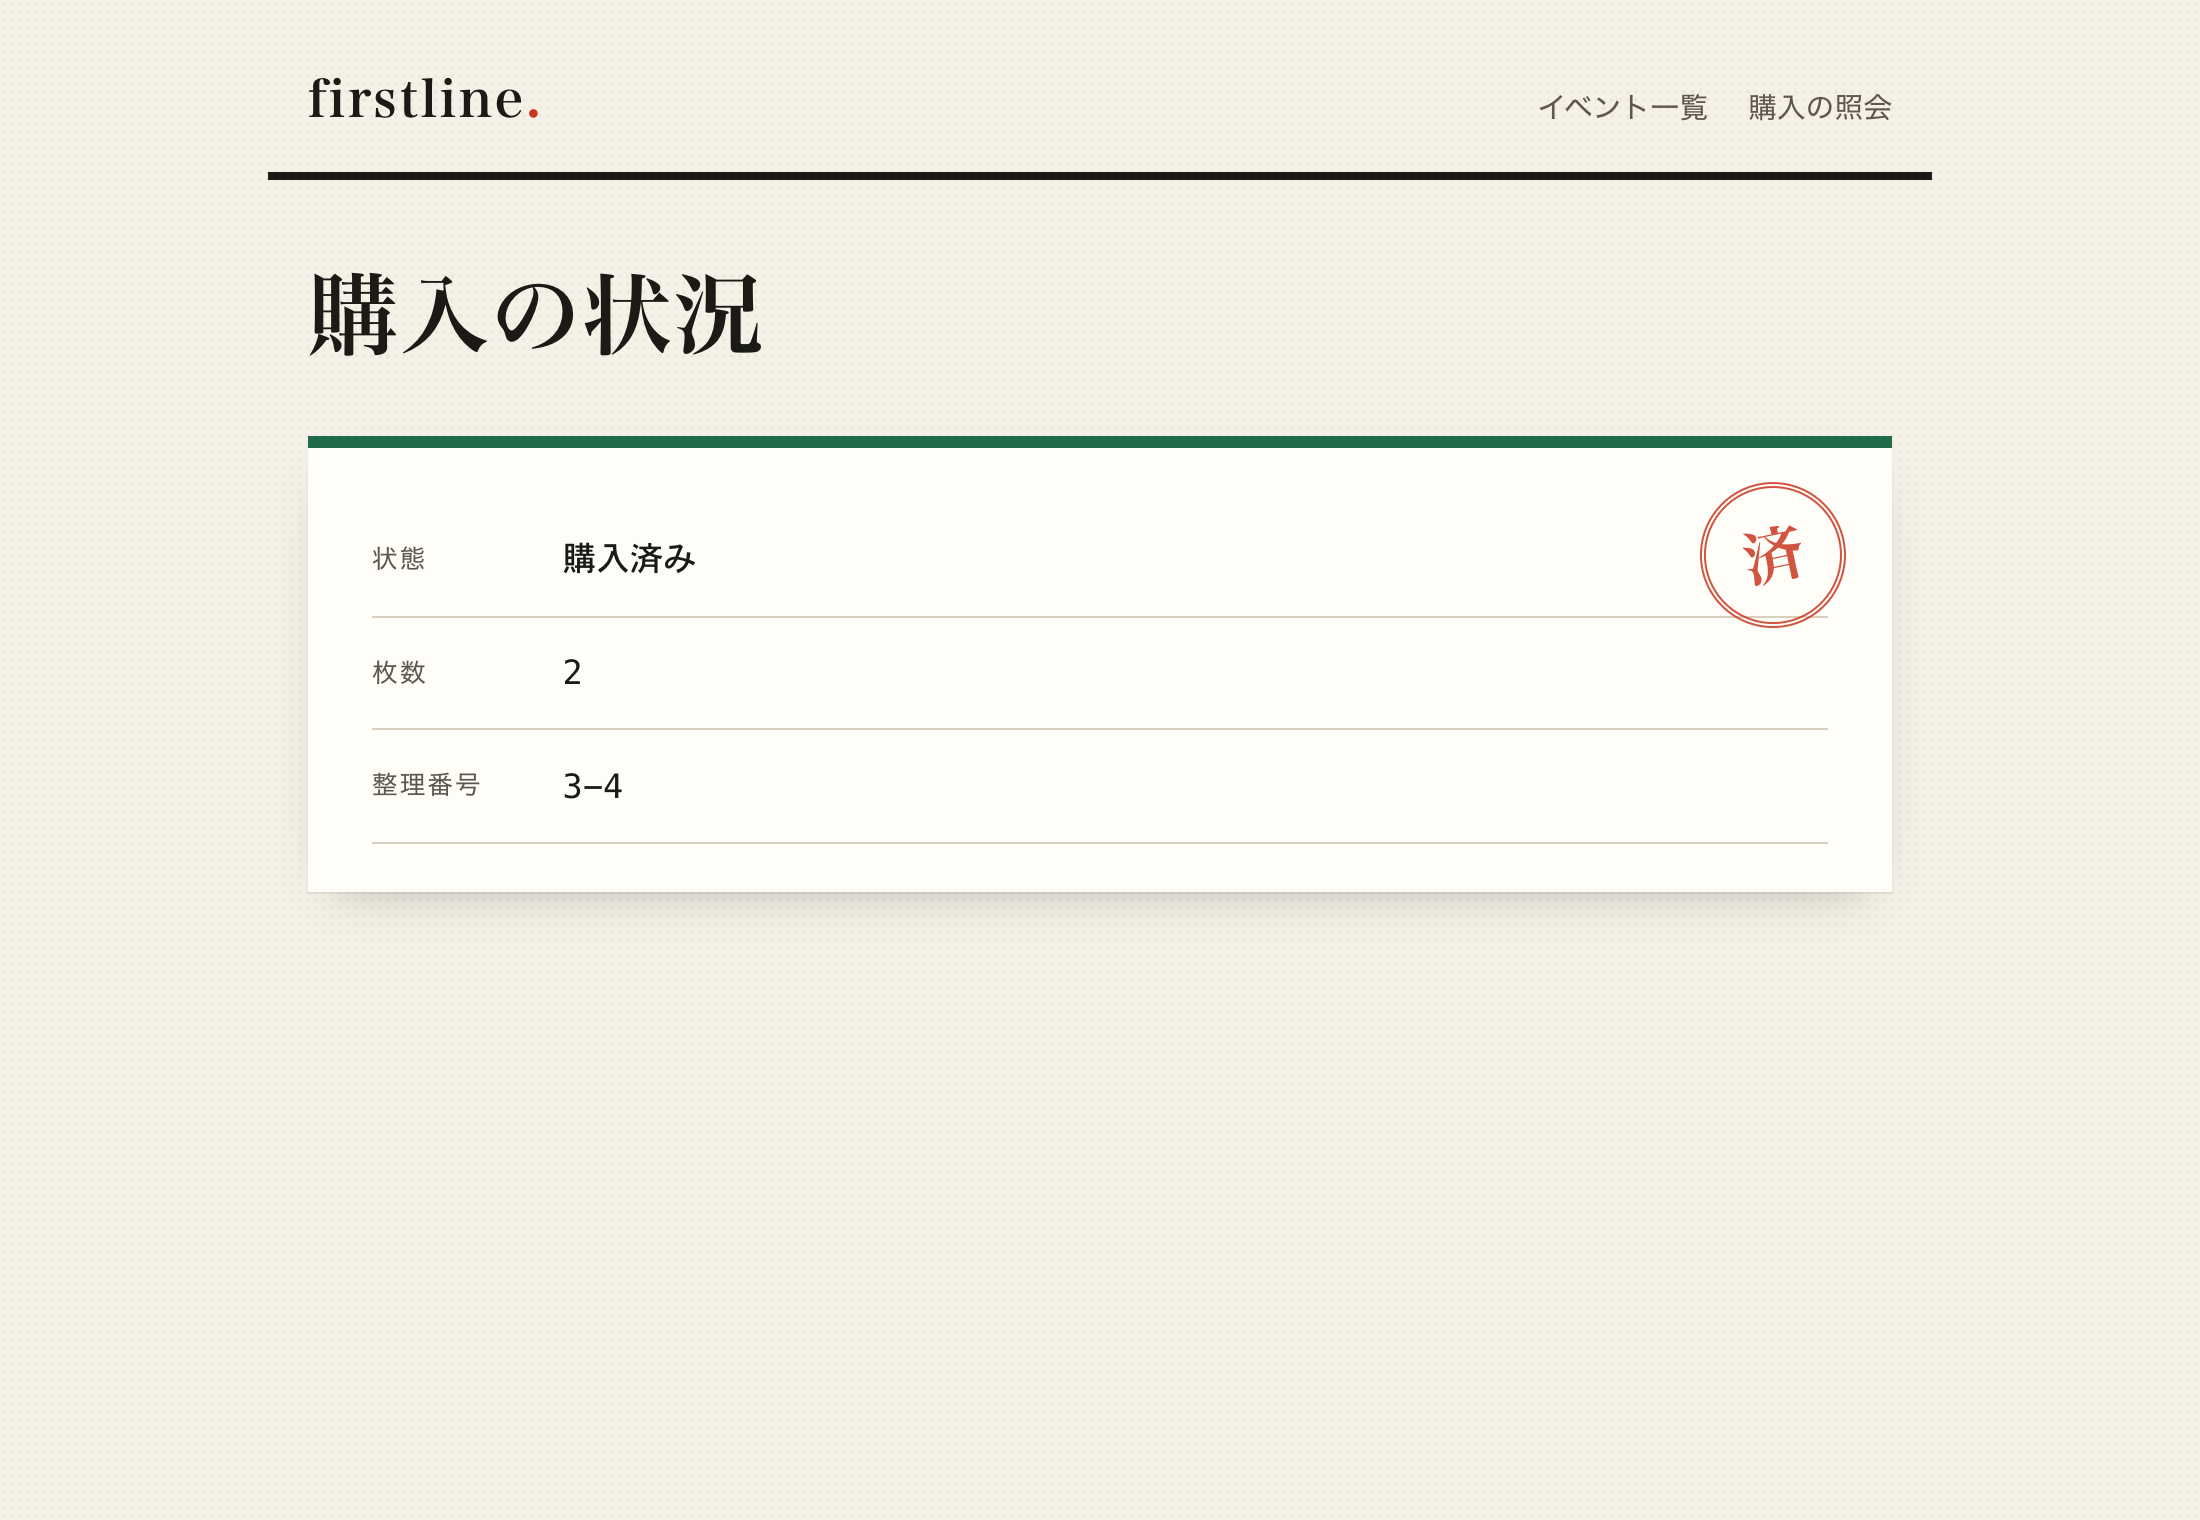 firstline.
イベント一覧 購入の照会
購入の状況
状態 購入済み
済
枚数 2
整理番号 3–4